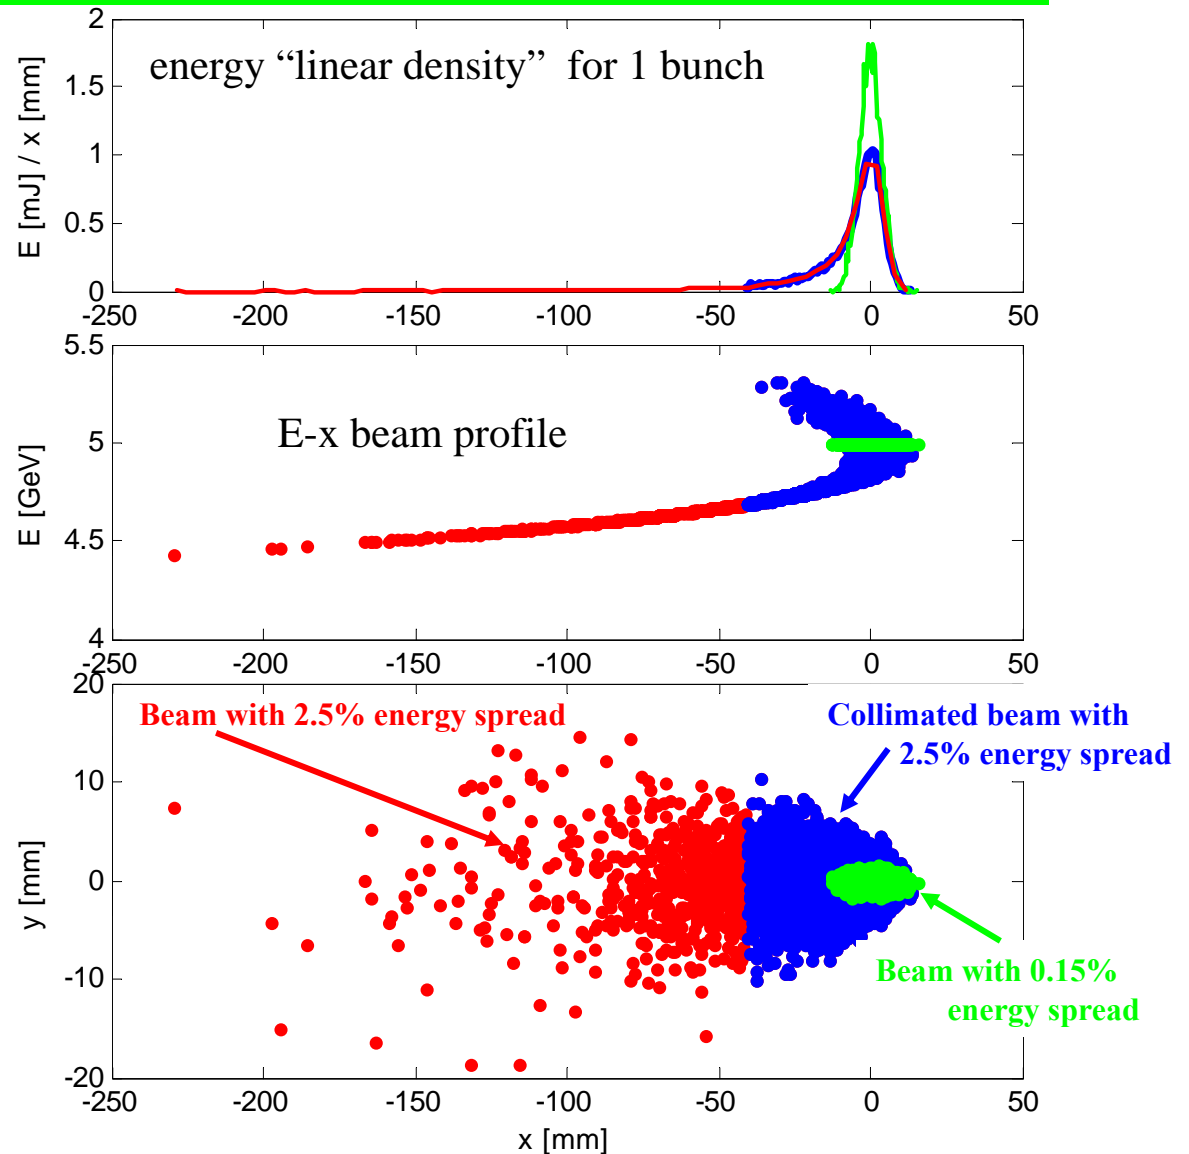 energy “linear density” for 1 bunch
E [mJ] / x [mm]
2
1.5
1
0.5
0
-250 -200 -150 -100 -50 0 50
E-x beam profile
E [GeV]
5.5
5
4.5
4
-250 -200 -150 -100 -50 0 50
Beam with 2.5% energy spread
Collimated beam with
2.5% energy spread
Beam with 0.15%
energy spread
y [mm]
20
10
0
-10
-20
-250 -200 -150 -100 -50 0 50
x [mm]